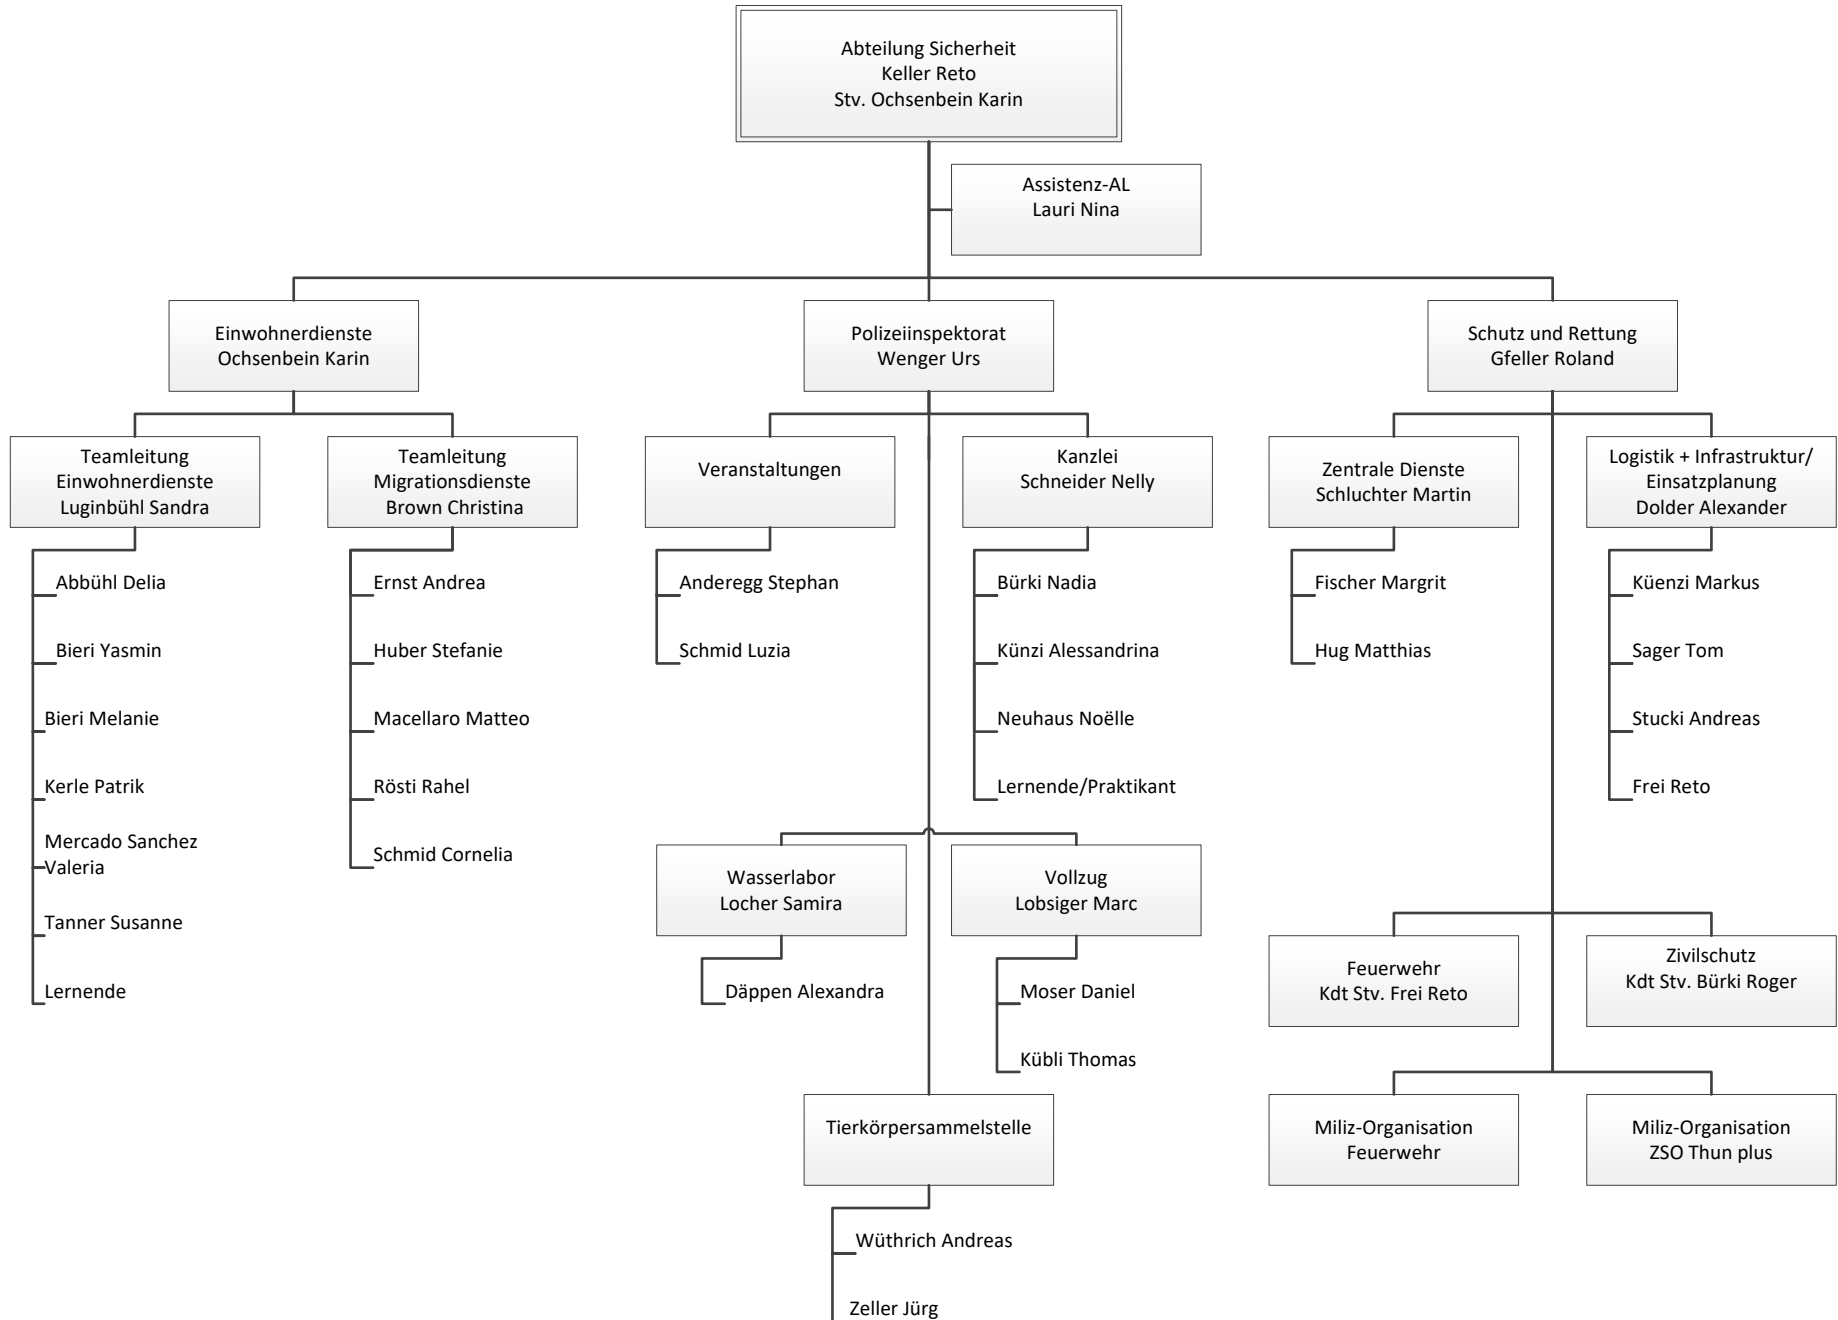 Abteilung Sicherheit
Keller Reto
Stv. Ochsenbein Karin
Assistenz-AL
Lauri Nina
Einwohnerdienste
Ochsenbein Karin
Polizeiinspektorat
Wenger Urs
Schutz und Rettung
Gfeller Roland
Teamleitung
Einwohnerdienste
Luginbühl Sandra
Teamleitung
Migrationsdienste
Brown Christina
Veranstaltungen
Kanzlei
Schneider Nelly
Zentrale Dienste
Schluchter Martin
Logistik + Infrastruktur/
Einsatzplanung
Dolder Alexander
Abbühl Delia
Bieri Yasmin
Bieri Melanie
Kerle Patrik
Mercado Sanchez
Valeria
Tanner Susanne
Lernende
Ernst Andrea
Huber Stefanie
Macellaro Matteo
Rösti Rahel
Schmid Cornelia
Anderegg Stephan
Schmid Luzia
Bürki Nadia
Künzi Alessandrina
Neuhaus Noëlle
Lernende/Praktikant
Fischer Margrit
Hug Matthias
Küenzi Markus
Sager Tom
Stucki Andreas
Frei Reto
Wasserlabor
Locher Samira
Vollzug
Lobsiger Marc
Däppen Alexandra
Moser Daniel
Kübli Thomas
Feuerwehr
Kdt Stv. Frei Reto
Zivilschutz
Kdt Stv. Bürki Roger
Tierkörpersammelstelle
Miliz-Organisation
Feuerwehr
Miliz-Organisation
ZSO Thun plus
Wüthrich Andreas
Zeller Jürg